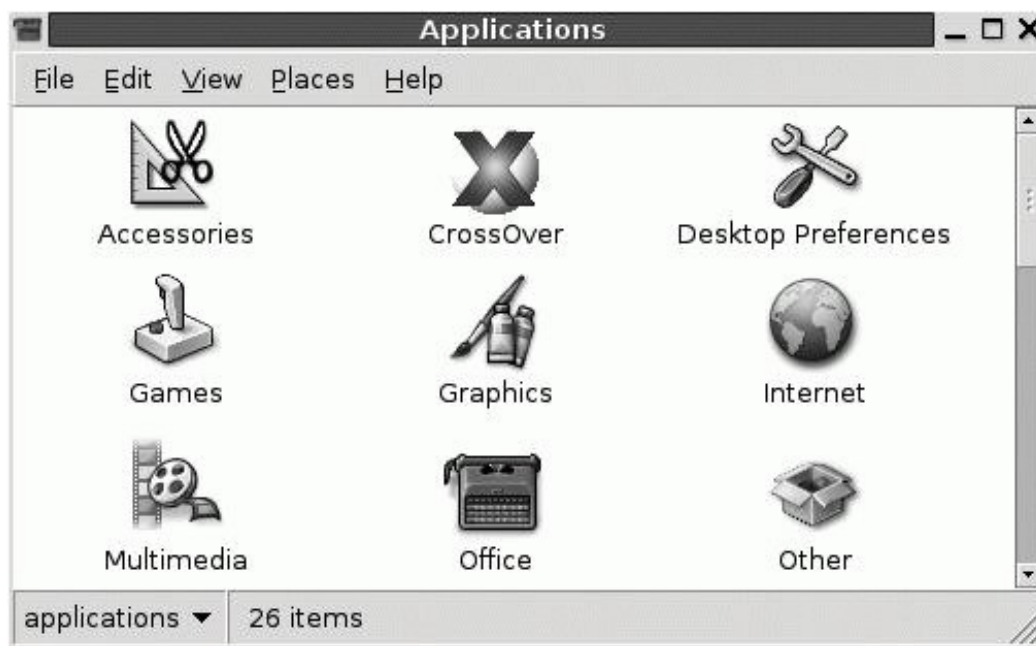 Applications
File Edit View Places Help
Accessories CrossOver Desktop Preferences
Games Graphics Internet
Multimedia Office Other
applications 26 items